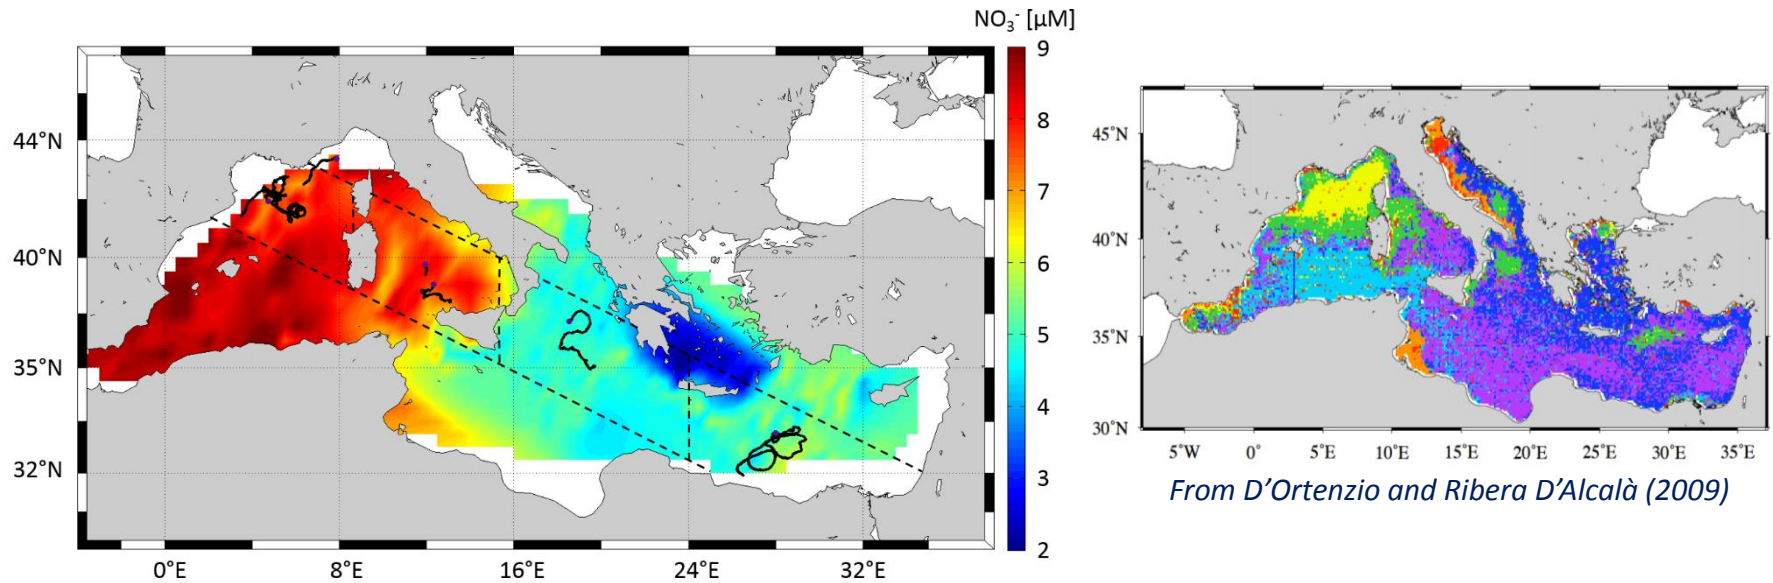 NO₃⁻ [µM]
9
8
7
6
5
4
3
2
44°N
40°N
35°N
32°N
0°E
8°E
16°E
24°E
32°E
45°N
40°N
35°N
30°N
5°W
0°
5°E
10°E
15°E
20°E
25°E
30°E
35°E
From D’Ortenzio and Ribera D’Alcalà (2009)